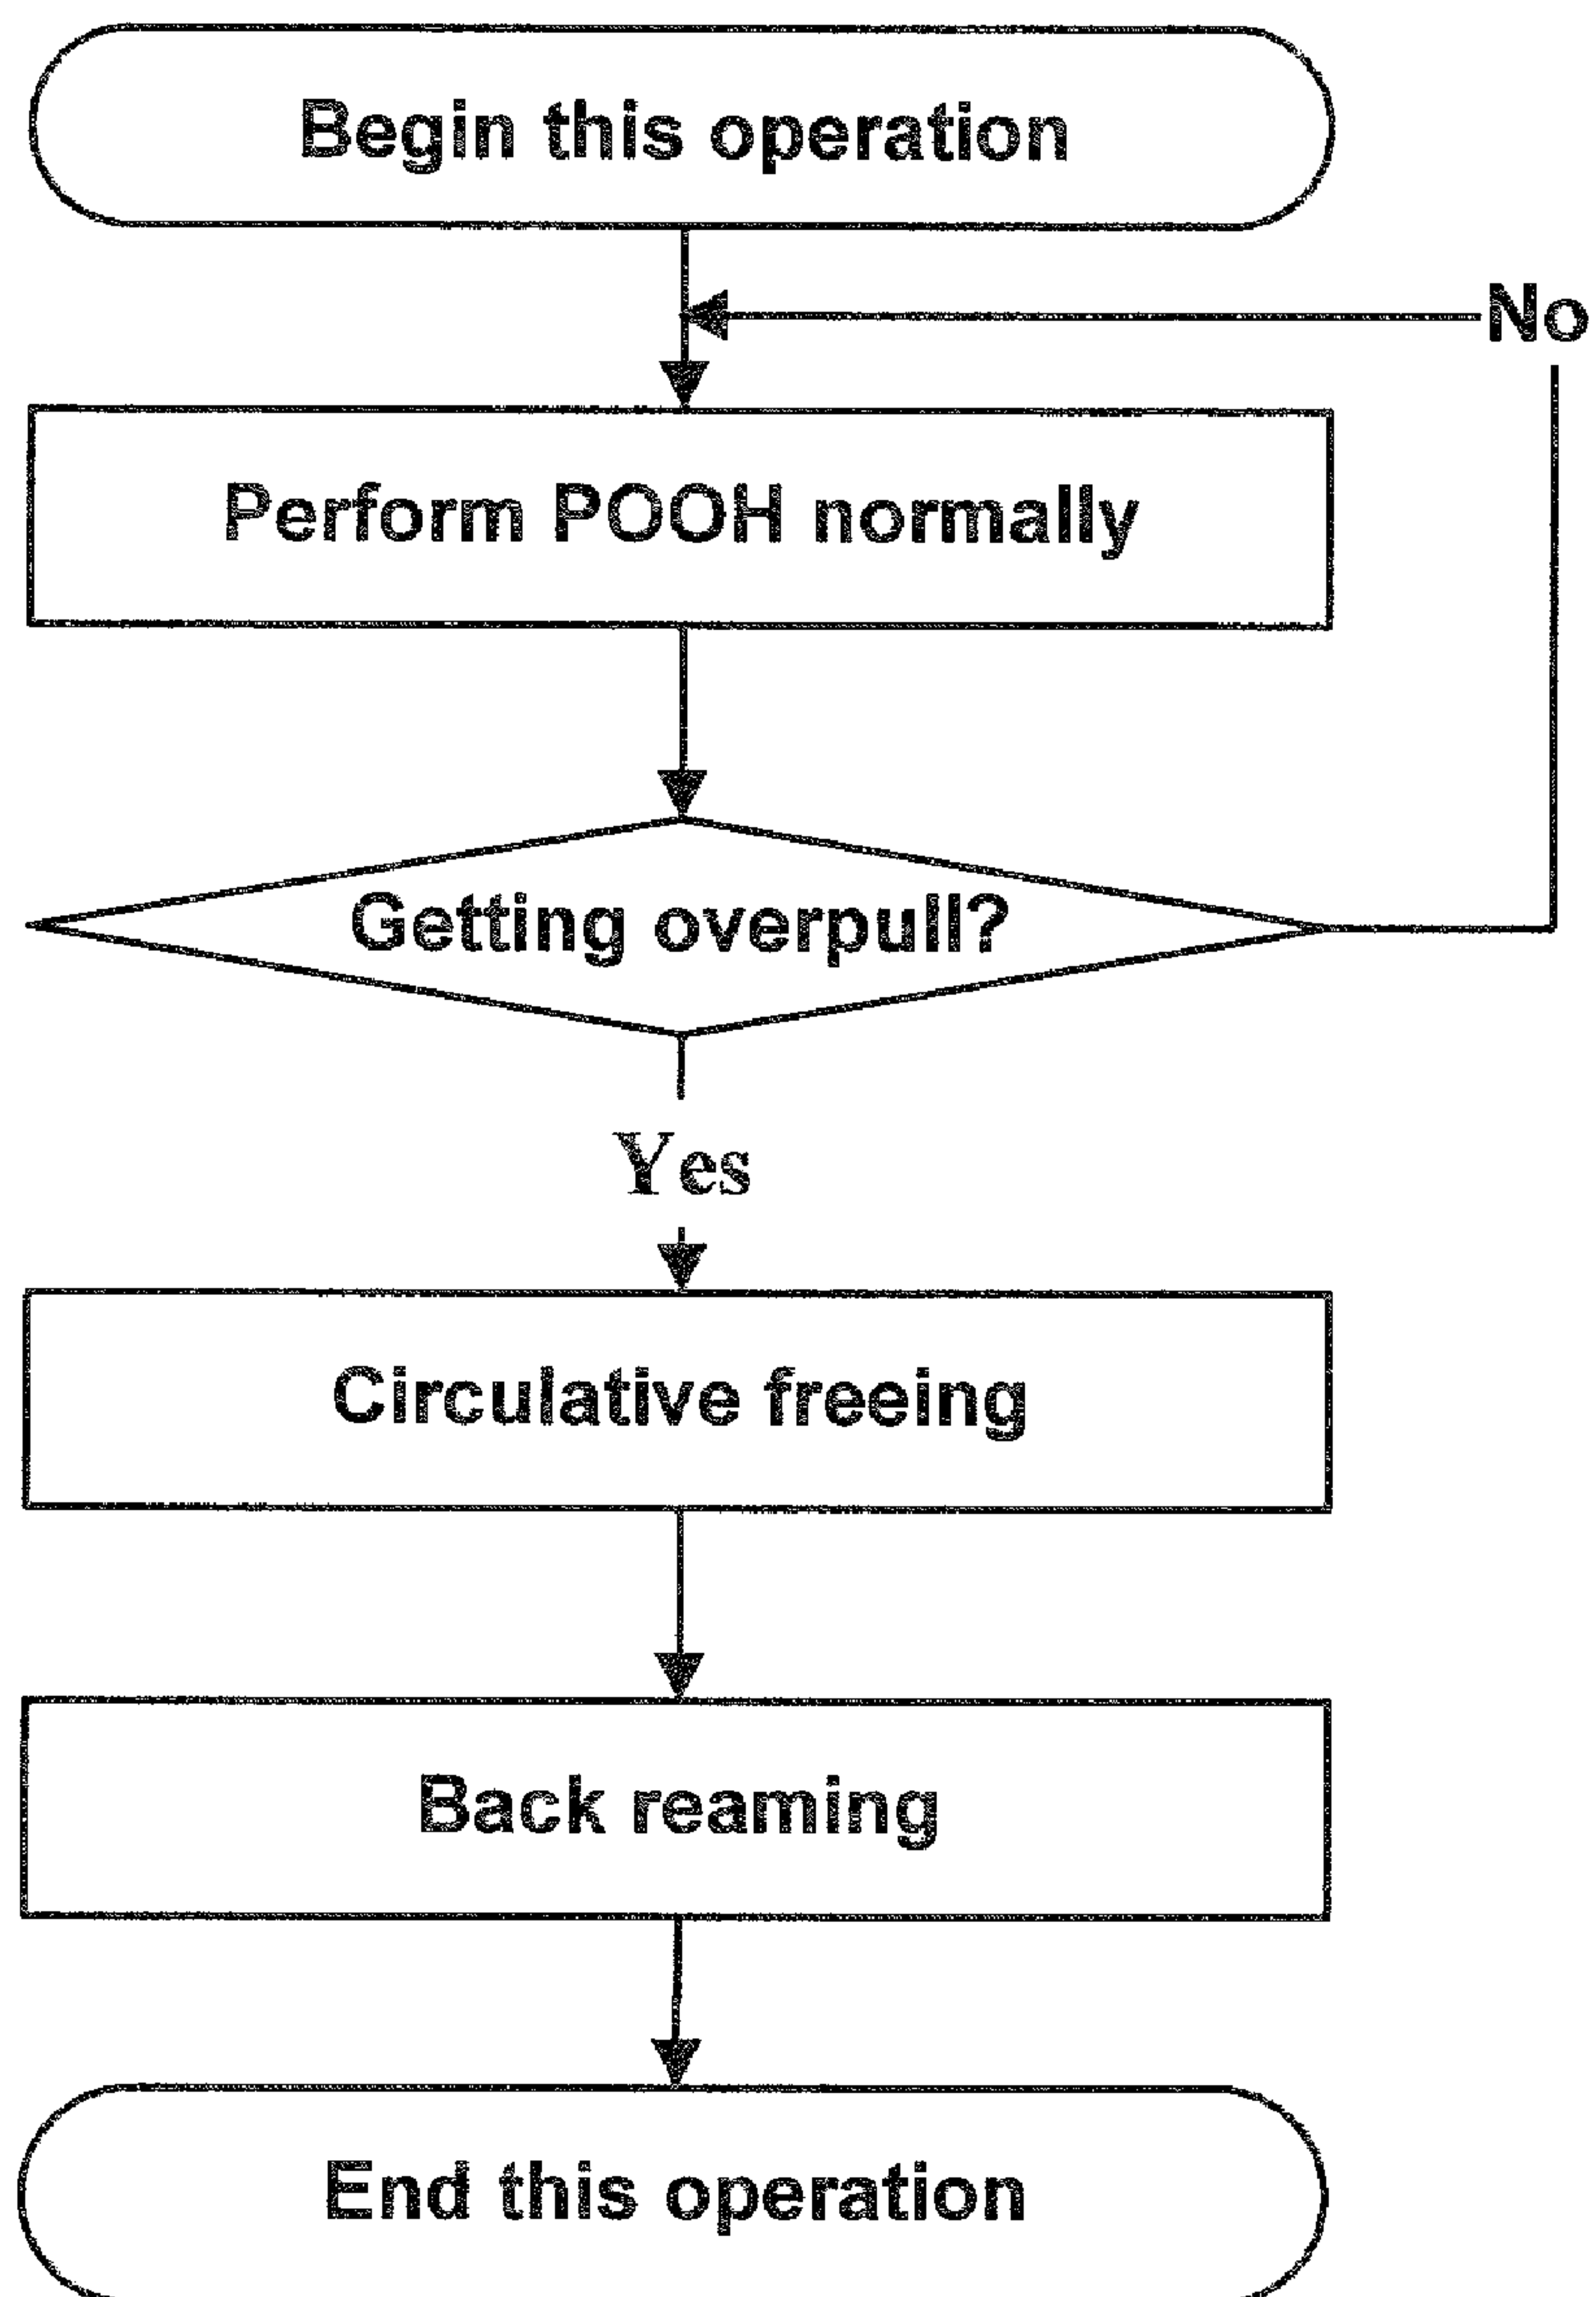 Begin this operation
No
Perform POOH normally
Getting overpull?
Yes
Circulative freeing
Back reaming
End this operation